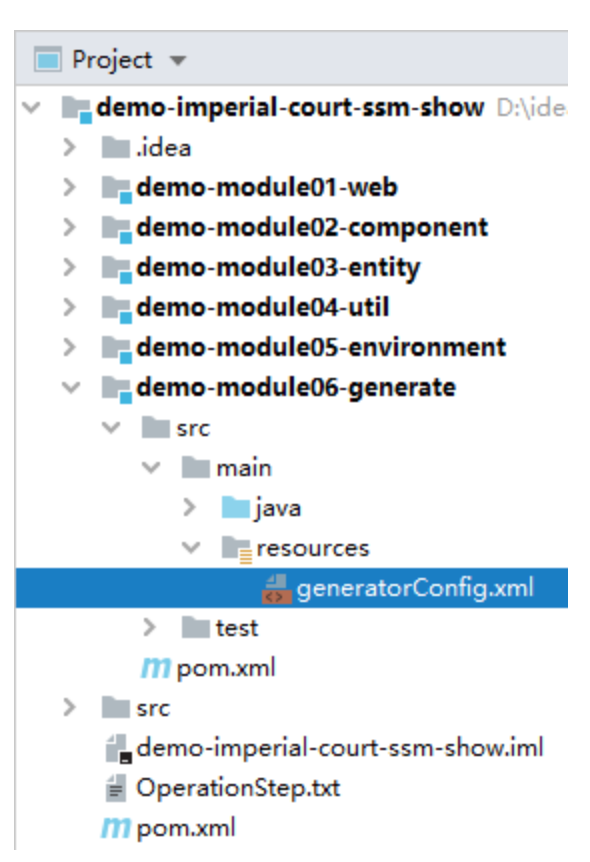 Project
demo-imperial-court-ssm-show D:\ide
.idea
demo-module01-web
demo-module02-component
demo-module03-entity
demo-module04-util
demo-module05-environment
demo-module06-generate
src
main
java
resources
generatorConfig.xml
test
m pom.xml
src
demo-imperial-court-ssm-show.iml
OperationStep.txt
m pom.xml